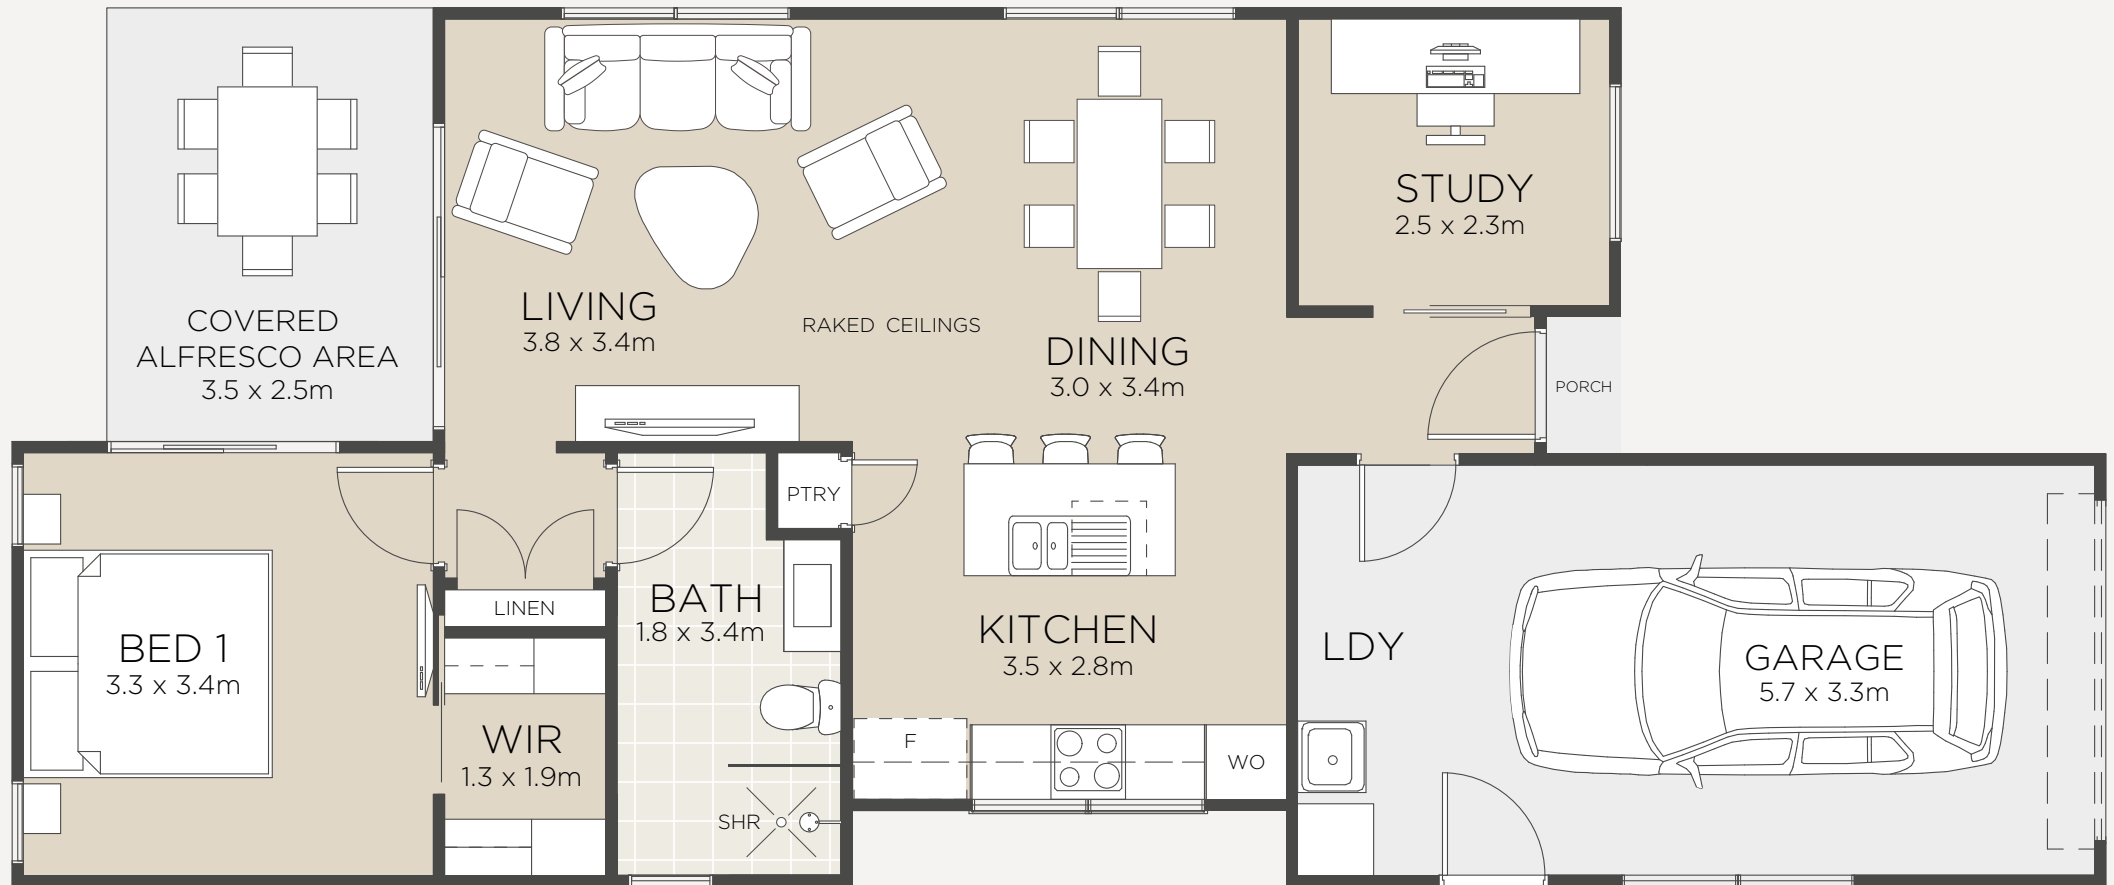 COVERED
ALFRESCO AREA
3.5 x 2.5m
LIVING
3.8 x 3.4m
RAKED CEILINGS
DINING
3.0 x 3.4m
STUDY
2.5 x 2.3m
PORCH
BED 1
3.3 x 3.4m
LINEN
WIR
1.3 x 1.9m
BATH
1.8 x 3.4m
SHR
PTRY
KITCHEN
3.5 x 2.8m
F
WO
LDY
GARAGE
5.7 x 3.3m